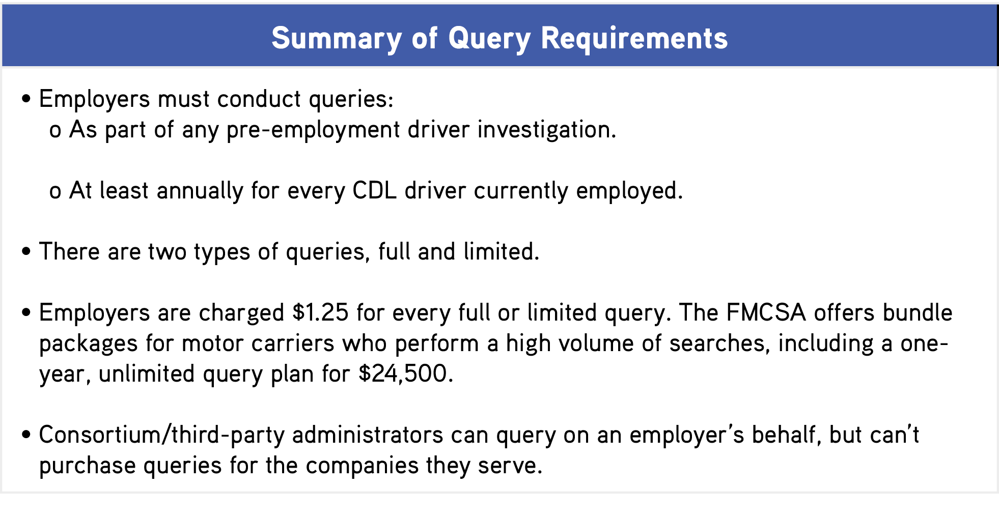 Summary of Query Requirements
• Employers must conduct queries:
o As part of any pre-employment driver investigation.
o At least annually for every CDL driver currently employed.
• There are two types of queries, full and limited.
• Employers are charged $1.25 for every full or limited query. The FMCSA offers bundle
packages for motor carriers who perform a high volume of searches, including a one-
year, unlimited query plan for $24,500.
• Consortium/third-party administrators can query on an employer’s behalf, but can’t
purchase queries for the companies they serve.